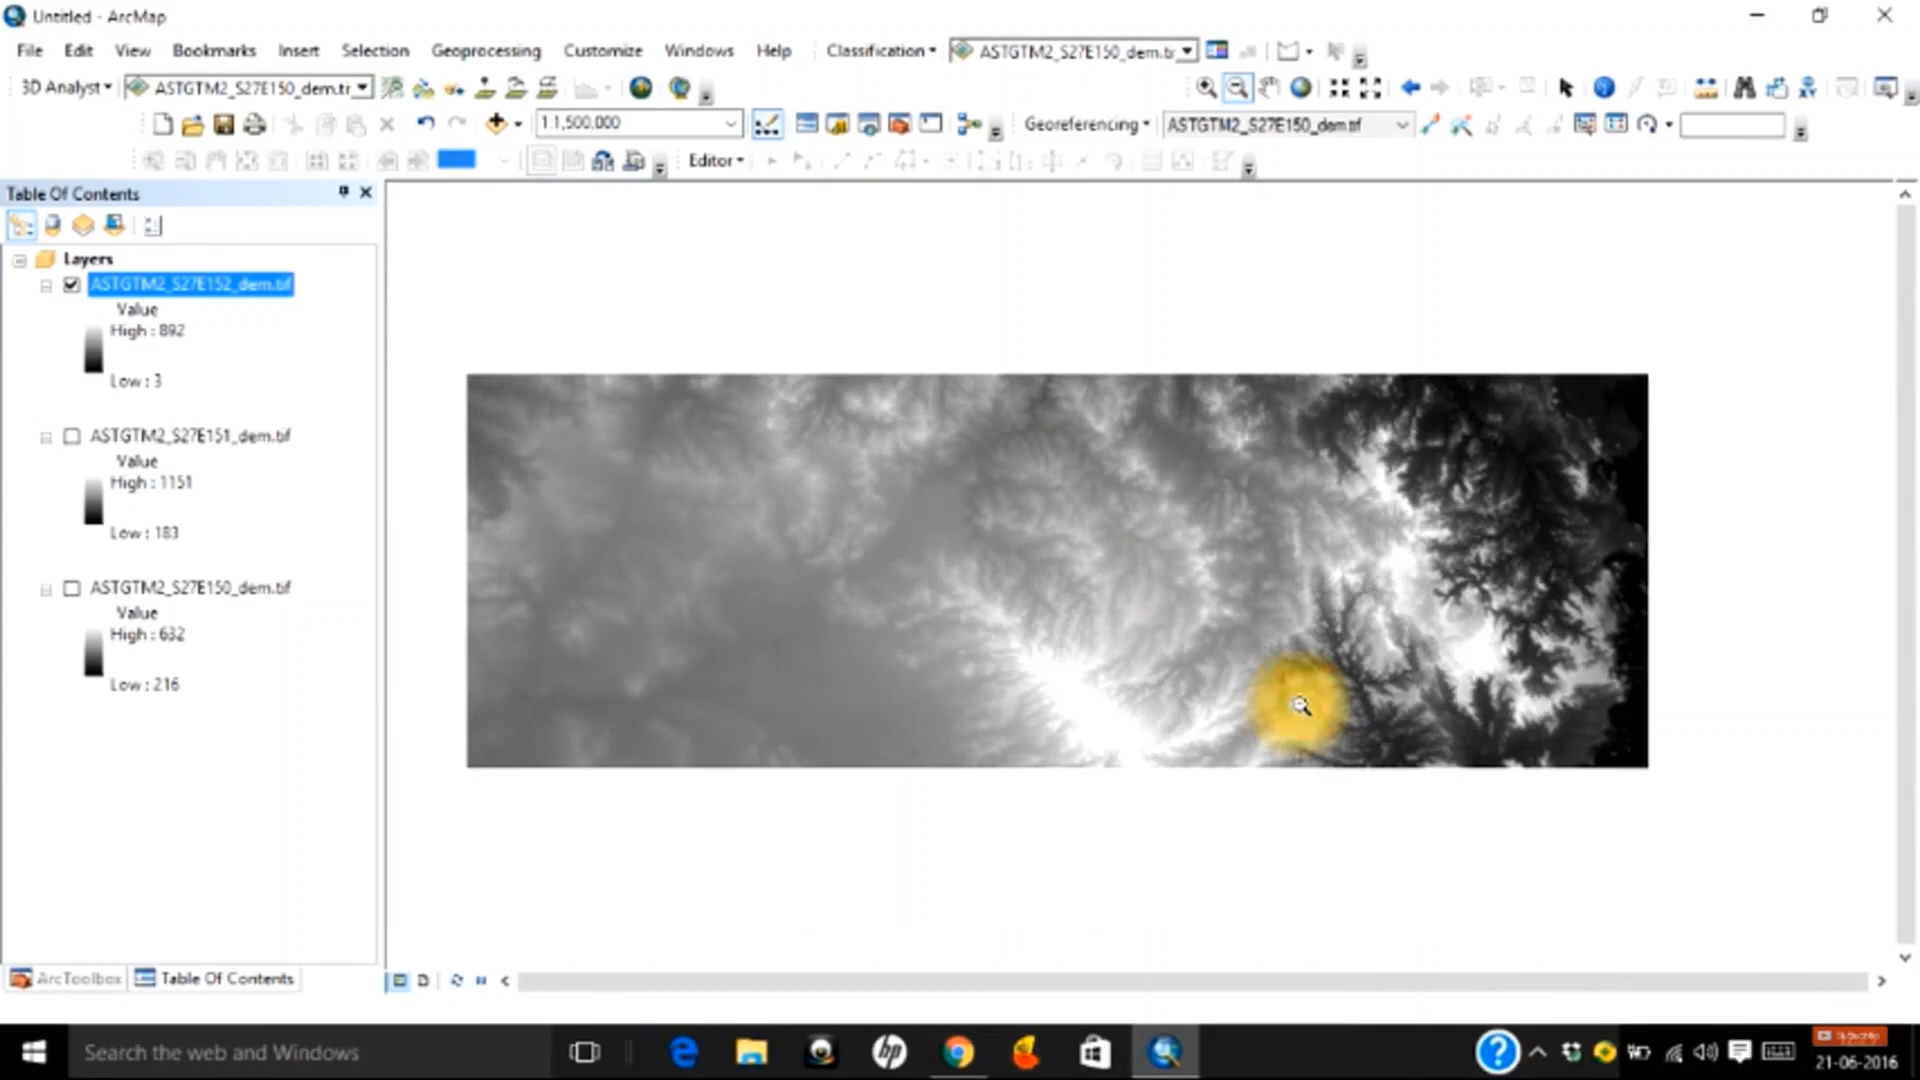 Untitled - ArcMap
File Edit View Bookmarks Insert Selection Geoprocessing Customize Windows Help Classification ASTGTM2_S27E150_dem.ti
3D Analyst ASTGTM2_S27E150_dem.tif
1:1,500,000 Georeferencing ASTGTM2_S27E150_dem.tif
Editor
Table Of Contents
Layers
ASTGTM2_S27E152_dem.tif
Value
High : 892
Low : 3
ASTGTM2_S27E151_dem.tif
Value
High : 1151
Low : 183
ASTGTM2_S27E150_dem.tif
Value
High : 632
Low : 216
ArcToolbox Table Of Contents
Search the web and Windows
hp
Subscribe
21-06-2016